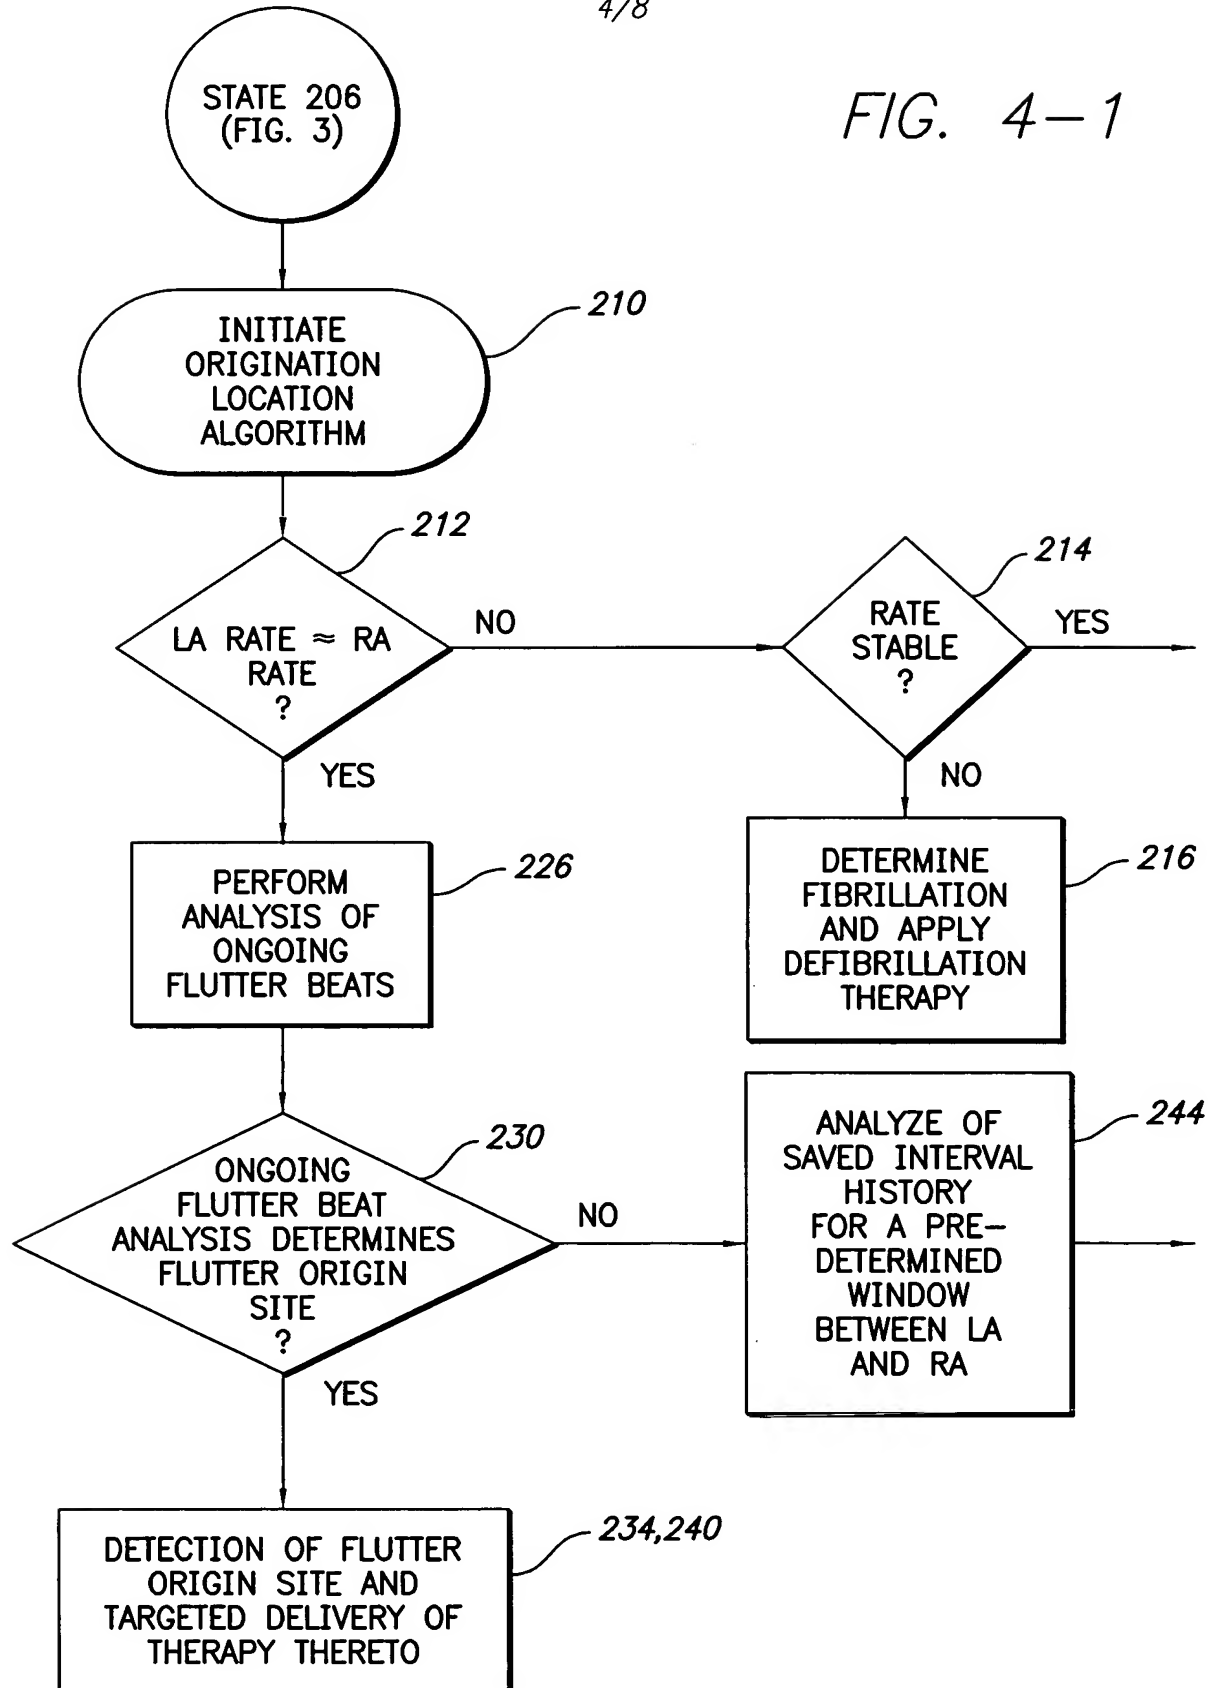 4/8
FIG. 4-1
STATE 206
(FIG. 3)
210
INITIATE
ORIGINATION
LOCATION
ALGORITHM
212
LA RATE ≈ RA
RATE
?
NO
YES
214
RATE
STABLE
?
YES
NO
216
DETERMINE
FIBRILLATION
AND APPLY
DEFIBRILLATION
THERAPY
226
PERFORM
ANALYSIS OF
ONGOING
FLUTTER BEATS
230
ONGOING
FLUTTER BEAT
ANALYSIS DETERMINES
FLUTTER ORIGIN
SITE
?
NO
YES
244
ANALYZE OF
SAVED INTERVAL
HISTORY
FOR A PRE-
DETERMINED
WINDOW
BETWEEN LA
AND RA
234,240
DETECTION OF FLUTTER
ORIGIN SITE AND
TARGETED DELIVERY OF
THERAPY THERETO